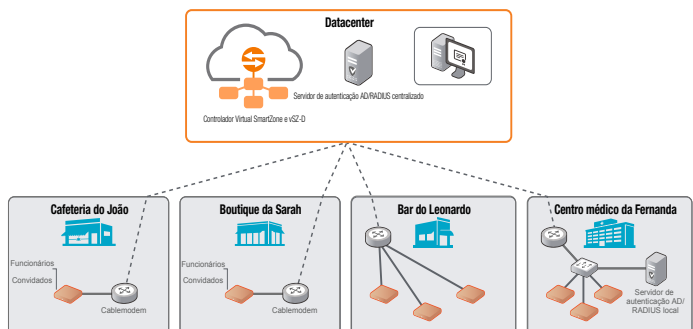 Datacenter
Servidor de autenticação AD/RADIUS centralizado
Controlador Virtual SmartZone e vSZ-D
Cafeteria do João
Funcionários
Convidados
Cablemodem
Boutique da Sarah
Funcionários
Convidados
Cablemodem
Bar do Leonardo
Centro médico da Fernanda
Servidor de
autenticação AD/
RADIUS local